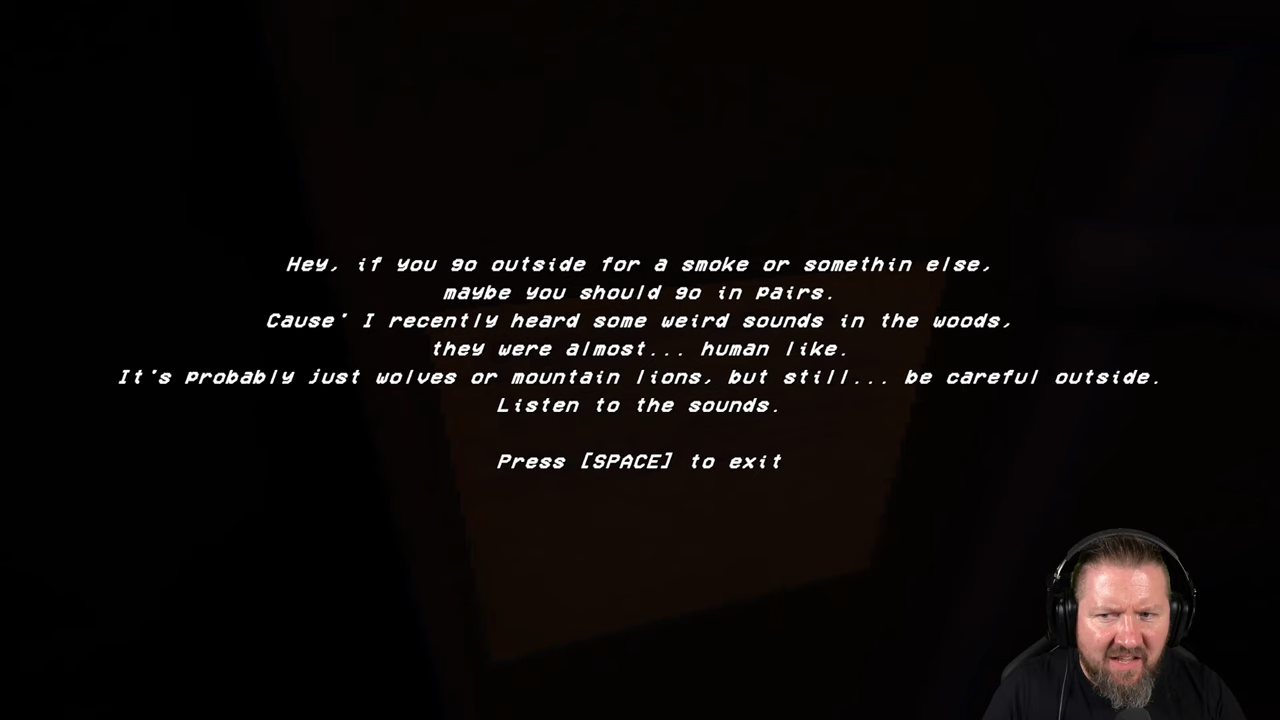 Hey, if you go outside for a smoke or somethin else,
maybe you should go in pairs.
Cause' I recently heard some weird sounds in the woods,
they were almost... human like.
It's probably just wolves or mountain lions, but still... be careful outside.
Listen to the sounds.
Press [SPACE] to exit